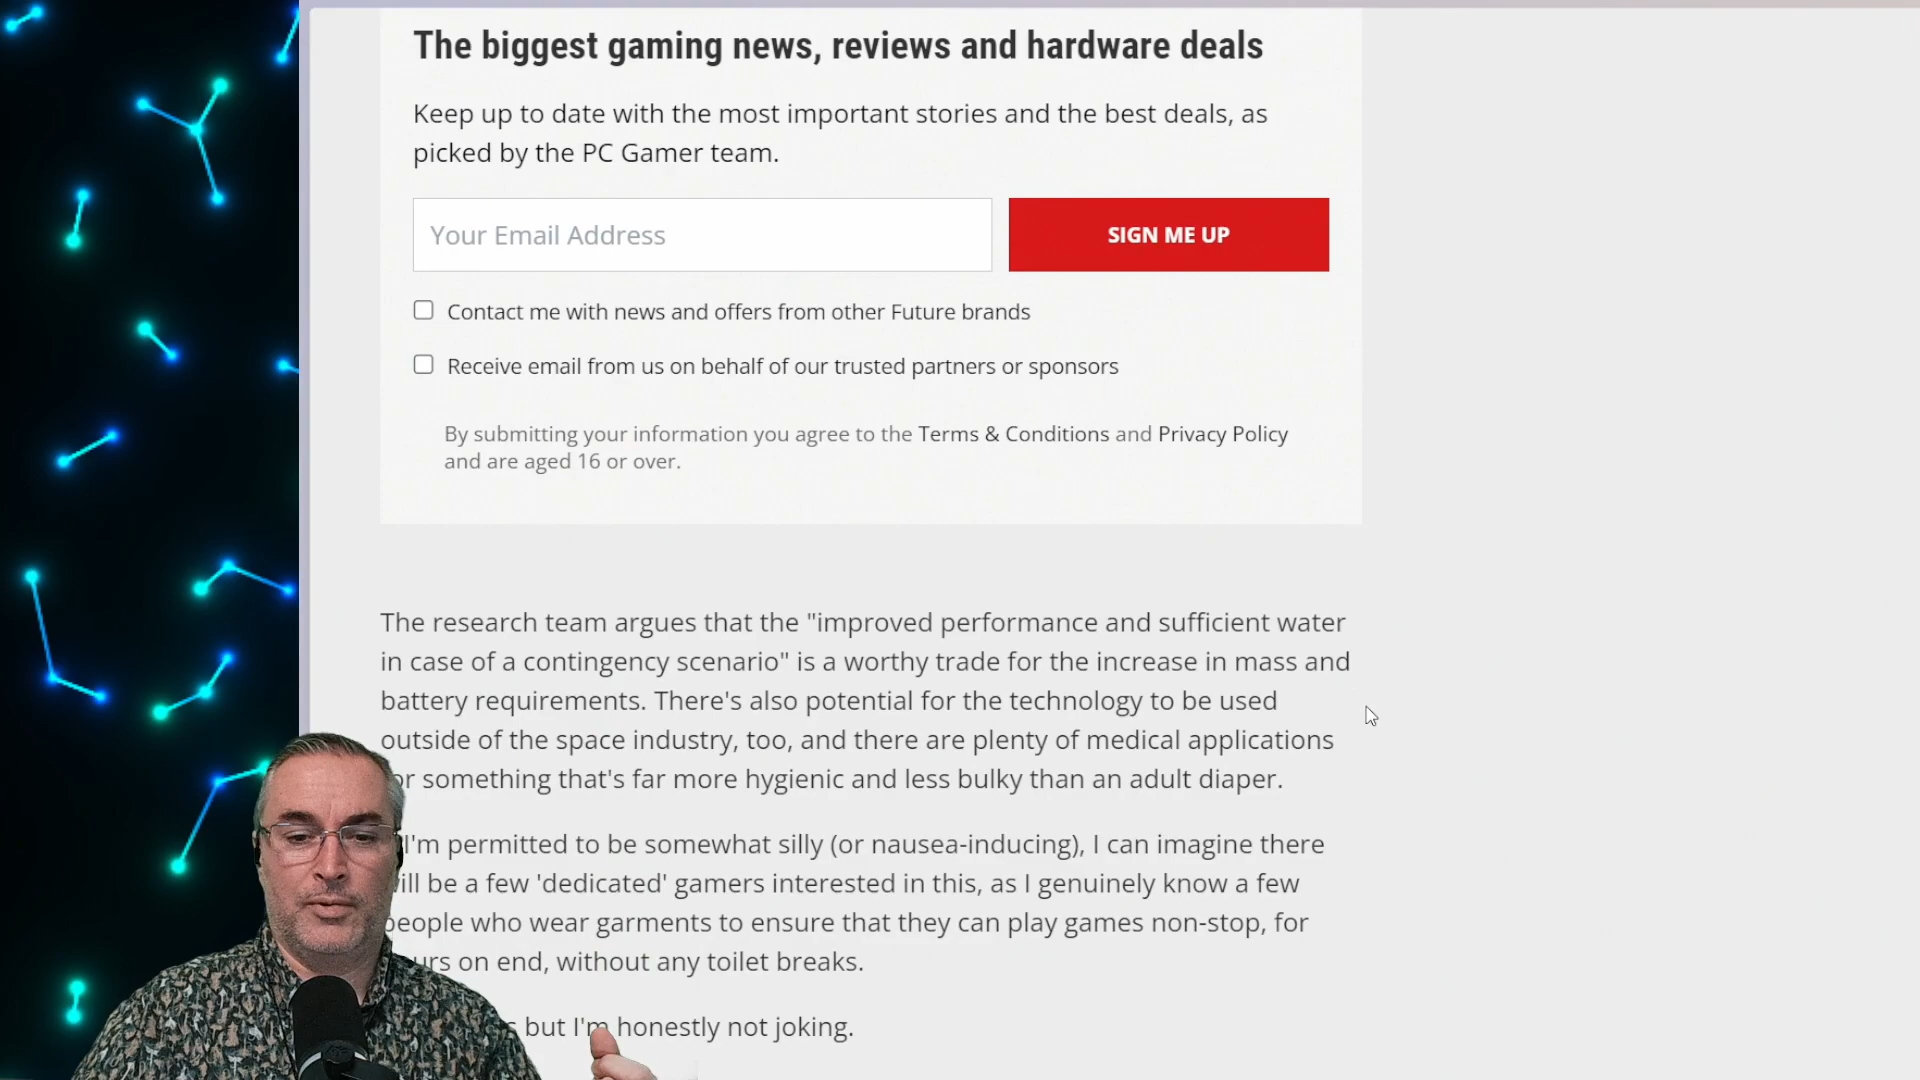 The biggest gaming news, reviews and hardware deals
Keep up to date with the most important stories and the best deals, as
picked by the PC Gamer team.
Your Email Address
SIGN ME UP
Contact me with news and offers from other Future brands
Receive email from us on behalf of our trusted partners or sponsors
By submitting your information you agree to the Terms & Conditions and Privacy Policy
and are aged 16 or over.
The research team argues that the "improved performance and sufficient water
in case of a contingency scenario" is a worthy trade for the increase in mass and
battery requirements. There's also potential for the technology to be used
outside of the space industry, too, and there are plenty of medical applications
something that's far more hygienic and less bulky than an adult diaper.
I'm permitted to be somewhat silly (or nausea-inducing), I can imagine there
be a few 'dedicated' gamers interested in this, as I genuinely know a few
people who wear garments to ensure that they can play games non-stop, for
on end, without any toilet breaks.
but I'm honestly not joking.